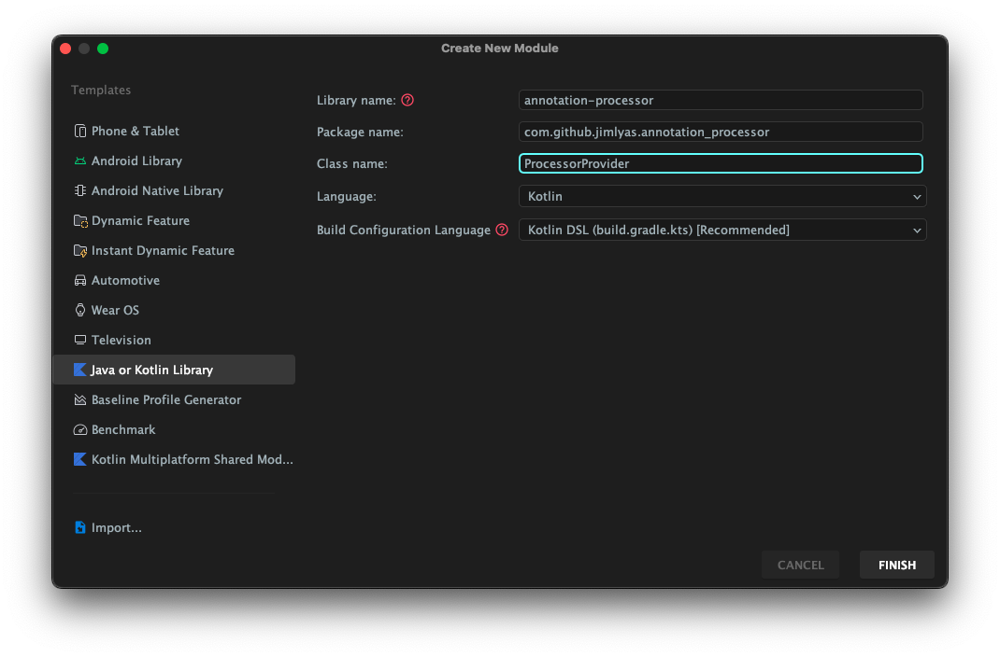 Create New Module
Templates
Phone & Tablet
Android Library
Android Native Library
Dynamic Feature
Instant Dynamic Feature
Automotive
Wear OS
Television
Java or Kotlin Library
Baseline Profile Generator
Benchmark
Kotlin Multiplatform Shared Mod...
Import...
Library name: ? annotation-processor
Package name: com.github.jimlyas.annotation_processor
Class name: ProcessorProvider
Language: Kotlin
Build Configuration Language ? Kotlin DSL (build.gradle.kts) [Recommended]
CANCEL FINISH